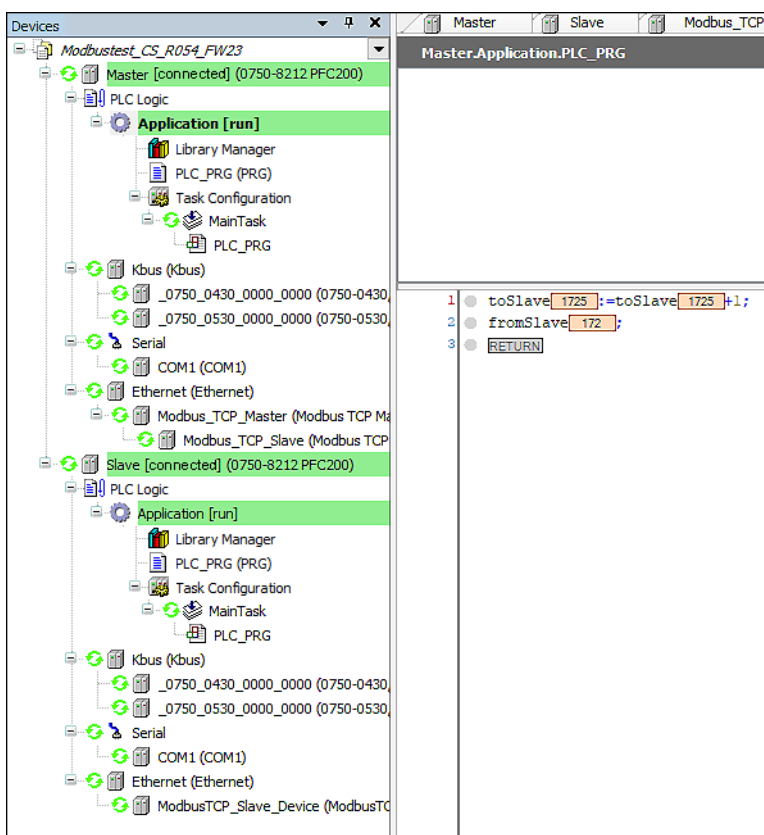 Devices
Modbustest_CS_R054_FW23
Master [connected] (0750-8212 PFC200)
PLC Logic
Application [run]
Library Manager
PLC_PRG (PRG)
Task Configuration
MainTask
PLC_PRG
Kbus (Kbus)
_0750_0430_0000_0000 (0750-0430,
_0750_0530_0000_0000 (0750-0530,
Serial
COM1 (COM1)
Ethernet (Ethernet)
Modbus_TCP_Master (Modbus TCP Ma
Modbus_TCP_Slave (Modbus TCP
Slave [connected] (0750-8212 PFC200)
PLC Logic
Application [run]
Library Manager
PLC_PRG (PRG)
Task Configuration
MainTask
PLC_PRG
Kbus (Kbus)
_0750_0430_0000_0000 (0750-0430,
_0750_0530_0000_0000 (0750-0530,
Serial
COM1 (COM1)
Ethernet (Ethernet)
ModbusTCP_Slave_Device (ModbusTC
Master Slave Modbus_TCP
Master.Application.PLC_PRG
1 toSlave 1725 :=toSlave 1725 +1;
2 fromSlave 172 ;
3 RETURN